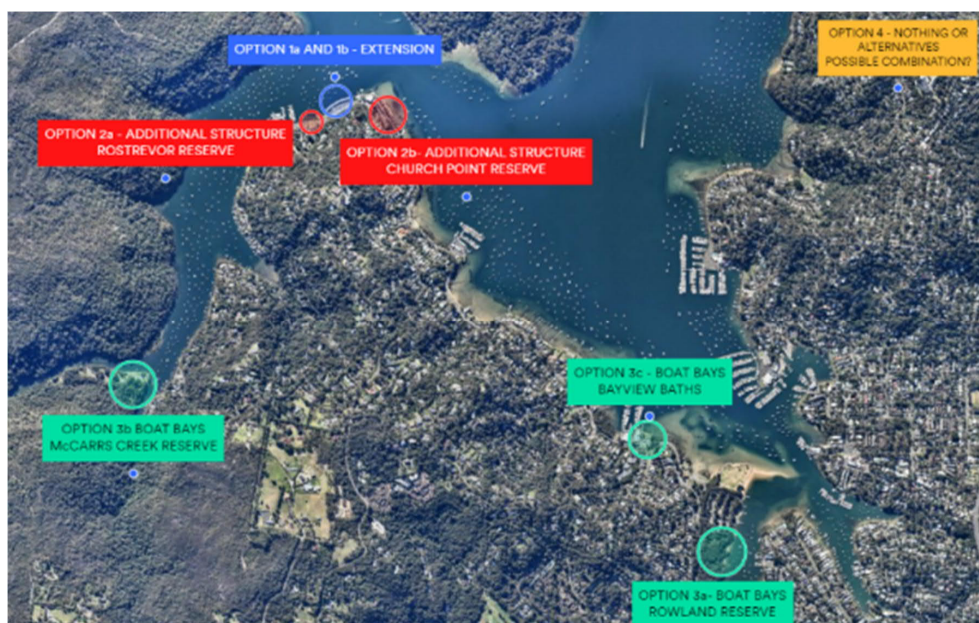 OPTION 1a AND 1b - EXTENSION
OPTION 4 - NOTHING OR
ALTERNATIVES
POSSIBLE COMBINATION?
OPTION 2a - ADDITIONAL STRUCTURE
ROSTREVOR RESERVE
OPTION 2b- ADDITIONAL STRUCTURE
CHURCH POINT RESERVE
OPTION 3c - BOAT BAYS
BAYVIEW BATHS
OPTION 3b BOAT BAYS
McCARRS CREEK RESERVE
OPTION 3a- BOAT BAYS
ROWLAND RESERVE